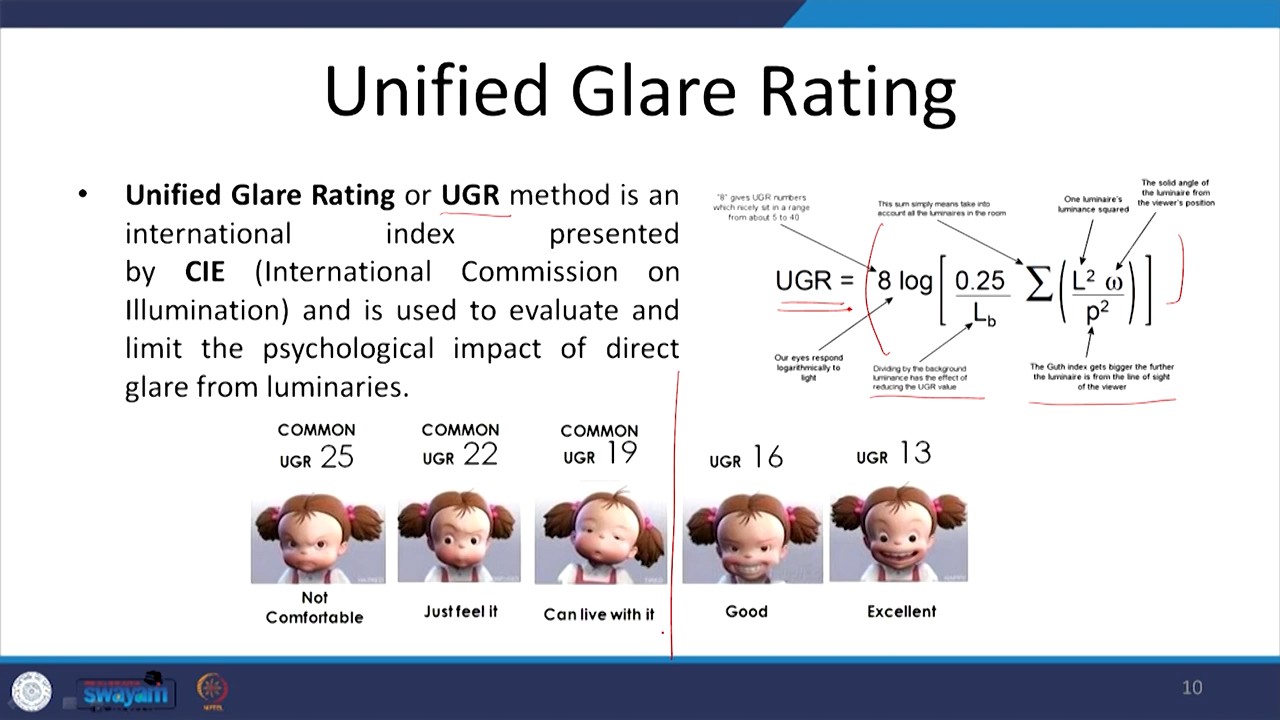 Unified Glare Rating
• Unified Glare Rating or UGR method is an
international index presented
by CIE (International Commission on
Illumination) and is used to evaluate and
limit the psychological impact of direct
glare from luminaries.
"8" gives UGR numbers
which nicely sit in a range
from about 5 to 40
This sum simply means take into
account all the luminaires in the room
One luminaire's
luminance squared
The solid angle of
the luminaire from
the viewer's position
UGR = 8 log [ 0.25 / Lb ∑ ( L² ω / p² ) ]
Our eyes respond
logarithmically to
light
Dividing by the background
luminance has the effect of
reducing the UGR value
The Guth index gets bigger the further
the luminaire is from the line of sight
of the viewer
COMMON
UGR 25
COMMON
UGR 22
COMMON
UGR 19
UGR 16
UGR 13
Not
Comfortable
Just feel it
Can live with it
Good
Excellent
swayam
10